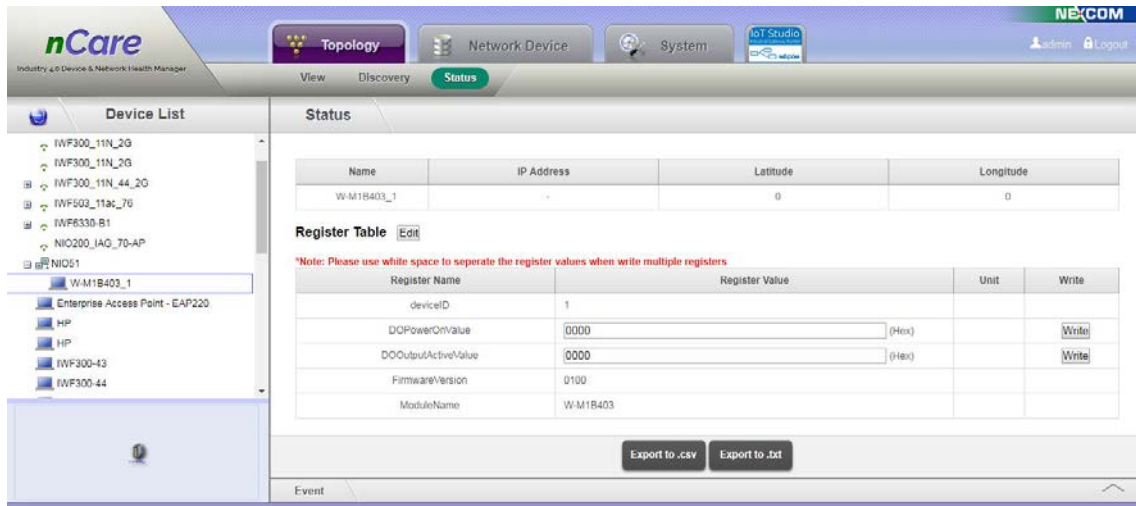 NEXCOM
nCare
Industry 4.0 Device & Network Health Manager
Topology
Network Device
System
IoT Studio
admin
Logout
View
Discovery
Status
Device List
IWF300_11N_2G
IWF300_11N_2G
IWF300_11N_44_2G
IWF503_11ac_76
IWF6330-B1
NIO200_IAG_70-AP
NIO51
W-M1B403_1
Enterprise Access Point - EAP220
HP
HP
IWF300-43
IWF300-44
Status
Name IP Address Latitude Longitude
W-M1B403_1 - 0 0
Register Table Edit
*Note: Please use white space to seperate the register values when write multiple registers
Register Name Register Value Unit Write
deviceID 1
DOPowerOnValue 0000 (Hex) Write
DOOutputActiveValue 0000 (Hex) Write
FirmwareVersion 0100
ModuleName W-M1B403
Export to .csv Export to .txt
Event